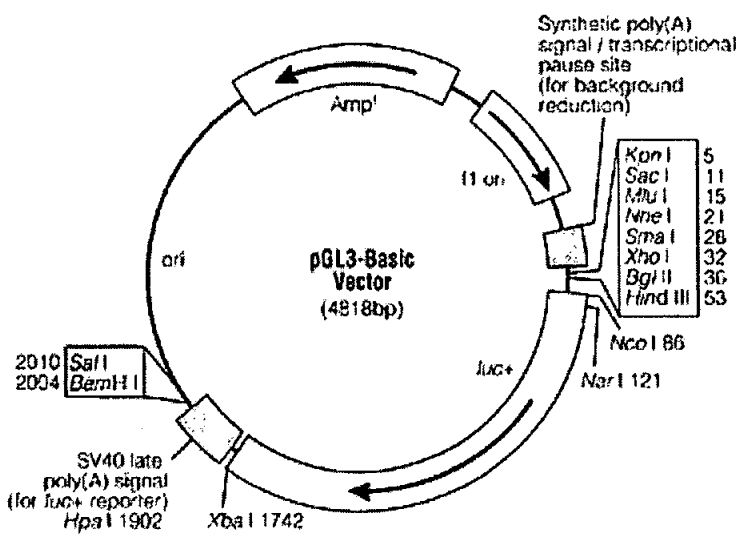 Synthetic poly(A)
signal / transcriptional
pause site
(for background
reduction)
Ampʳ
f1 ori
Kpn I 5
Sac I 11
Mlu I 15
Nhe I 21
Sma I 28
Xho I 32
Bgl II 36
Hind III 53
ori
pGL3-Basic
Vector
(4818bp)
luc+
Nco I 86
Nar I 121
2010 Sal I
2004 BamH I
SV40 late
poly(A) signal
(for luc+ reporter)
Hpa I 1902
Xba I 1742